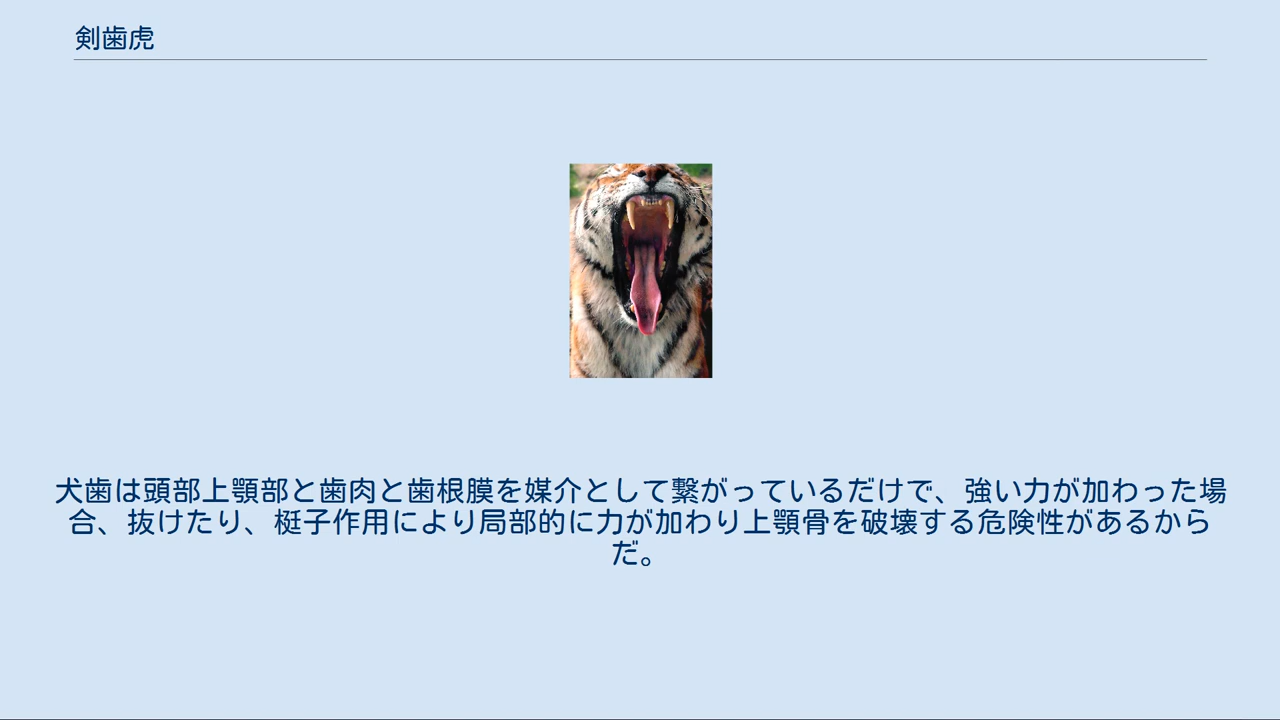 剣歯虎
犬歯は頭部上顎部と歯肉と歯根膜を媒介として繋がっているだけで、強い力が加わった場
合、抜けたり、梃子作用により局部的に力が加わり上顎骨を破壊する危険性があるから
だ。